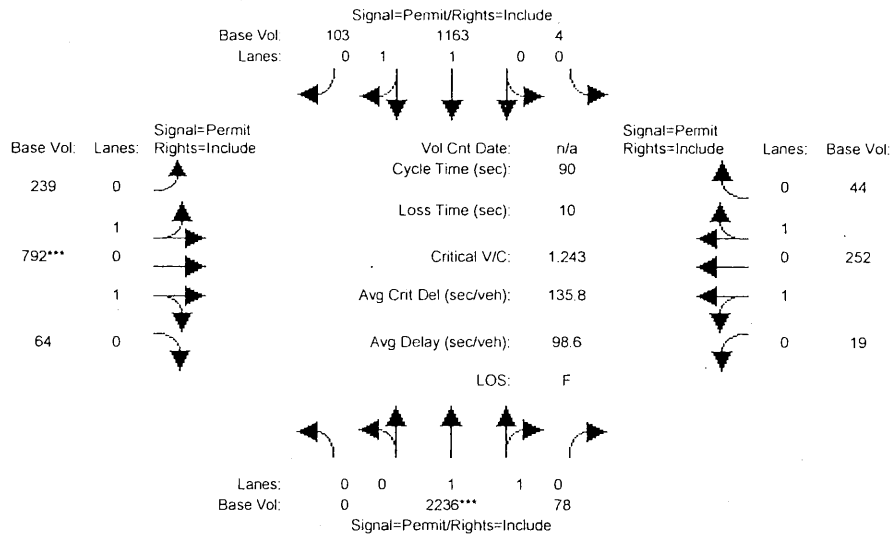 Signal=Permit/Rights=Include
Base Vol: 103 1163 4
Lanes: 0 1 1 0 0
Signal=Permit
Base Vol: Lanes: Rights=Include
239 0
1
792*** 0
1
64 0
Vol Cnt Date: n/a
Cycle Time (sec): 90
Loss Time (sec): 10
Critical V/C: 1.243
Avg Crit Del (sec/veh): 135.8
Avg Delay (sec/veh): 98.6
LOS: F
Signal=Permit
Rights=Include Lanes: Base Vol:
0 44
1
0 252
1
0 19
Lanes: 0 0 1 1 0
Base Vol: 0 2236*** 78
Signal=Permit/Rights=Include